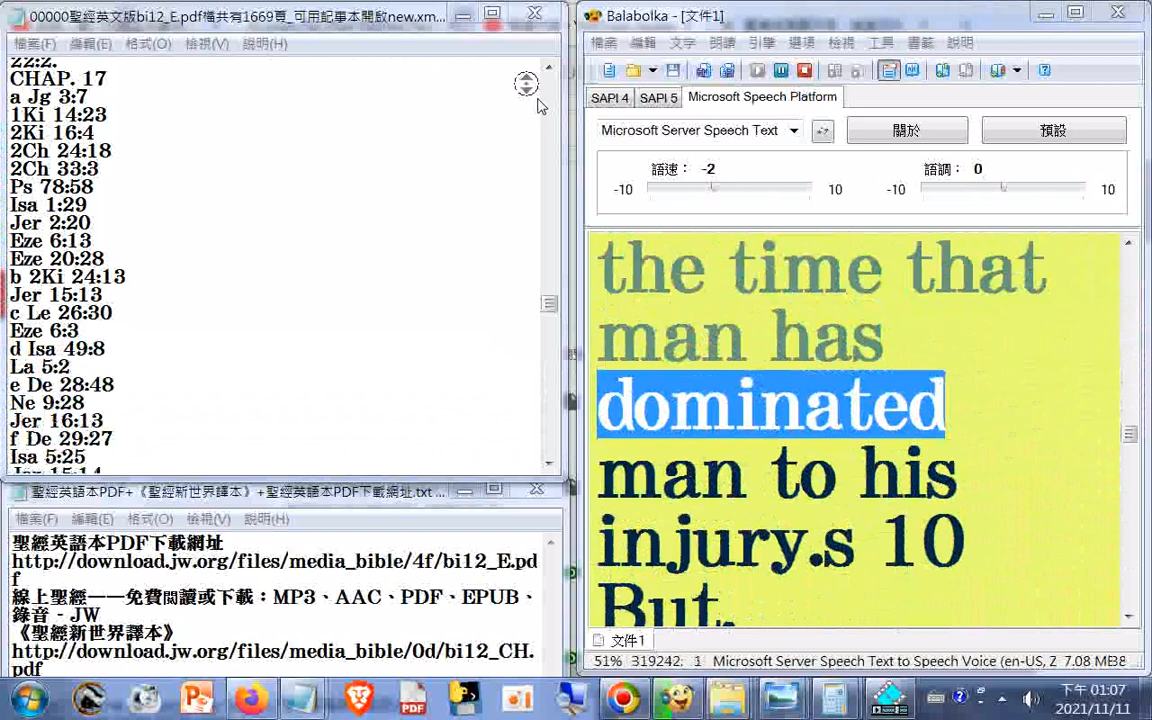 00000聖經英文版bi12_E.pdf檔共有1669頁_可用記事本開啟new.xm...
檔案(F) 編輯(E) 格式(O) 檢視(V) 說明(H)
22:2.
CHAP. 17
a Jg 3:7
1Ki 14:23
2Ki 16:4
2Ch 24:18
2Ch 33:3
Ps 78:58
Isa 1:29
Jer 2:20
Eze 6:13
Eze 20:28
b 2Ki 24:13
Jer 15:13
c Le 26:30
Eze 6:3
d Isa 49:8
La 5:2
e De 28:48
Ne 9:28
Jer 16:13
f De 29:27
Isa 5:25
Jer 15:14
聖經英語本PDF+《聖經新世界譯本》+聖經英語本PDF下載網址.txt ...
檔案(F) 編輯(E) 格式(O) 檢視(V) 說明(H)
聖經英語本PDF下載網址
http://download.jw.org/files/media_bible/4f/bi12_E.pd
f
線上聖經——免費閱讀或下載：MP3、AAC、PDF、EPUB、
錄音 - JW
《聖經新世界譯本》
http://download.jw.org/files/media_bible/0d/bi12_CH.
pdf
Balabolka - [文件1]
檔案 編輯 文字 朗讀 引擎 選項 檢視 工具 書籤 說明
SAPI 4 SAPI 5 Microsoft Speech Platform
Microsoft Server Speech Text 關於 預設
語速： -2 語調： 0
-10 10 -10 10
the time that
man has
dominated
man to his
injury.s 10
But,
文件1
51% 319242: 1 Microsoft Server Speech Text to Speech Voice (en-US, Z 7.08 MB
下午 01:07
2021/11/11